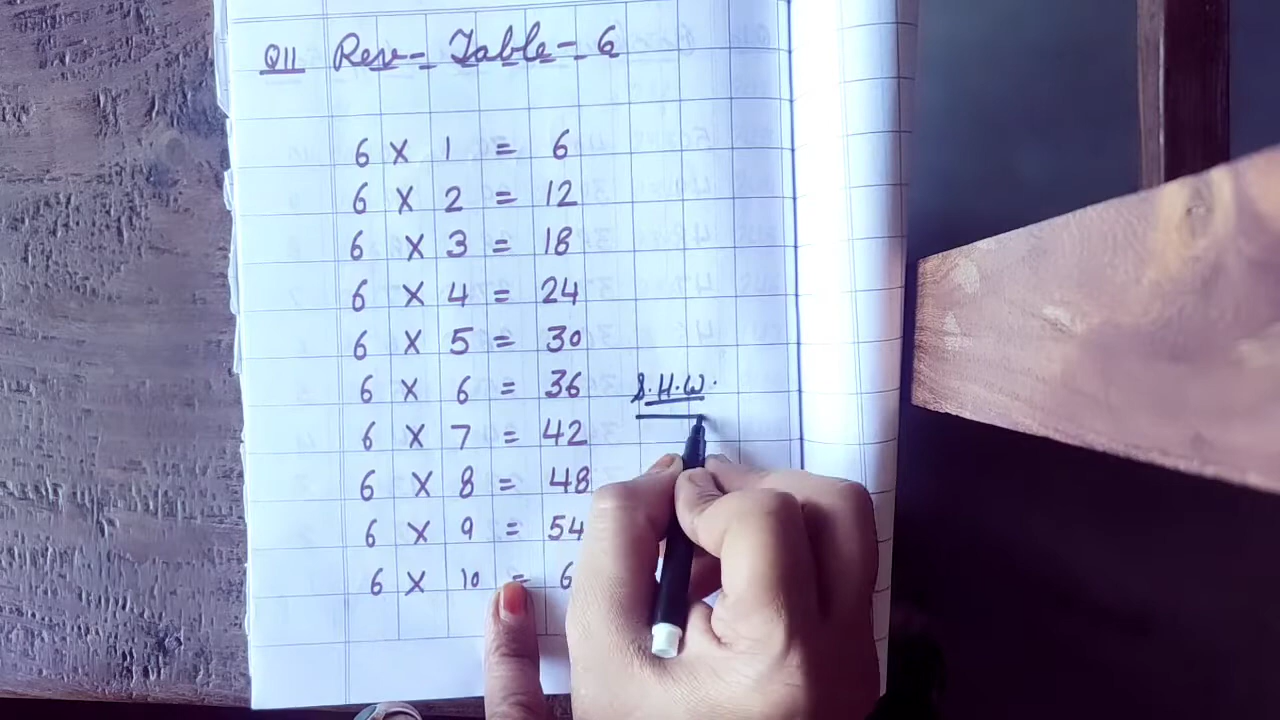 Q11 Rev- Table- 6
6 X 1 = 6
6 X 2 = 12
6 X 3 = 18
6 X 4 = 24
6 X 5 = 30
6 X 6 = 36
S.H.W.
6 X 7 = 42
6 X 8 = 48
6 X 9 = 54
6 X 10 = 6